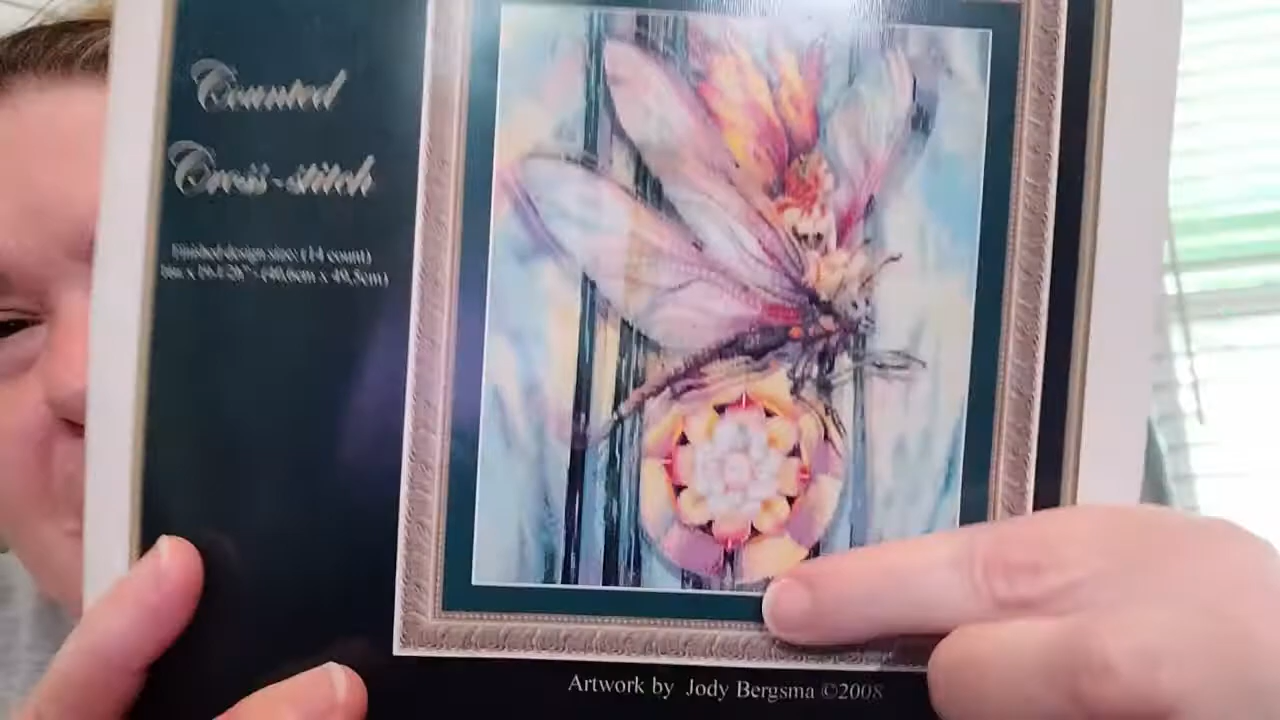 Counted
Cross-stitch
Finished design size: (14 count)
(40,6cm x 49,5cm)
Artwork by Jody Bergsma ©2008